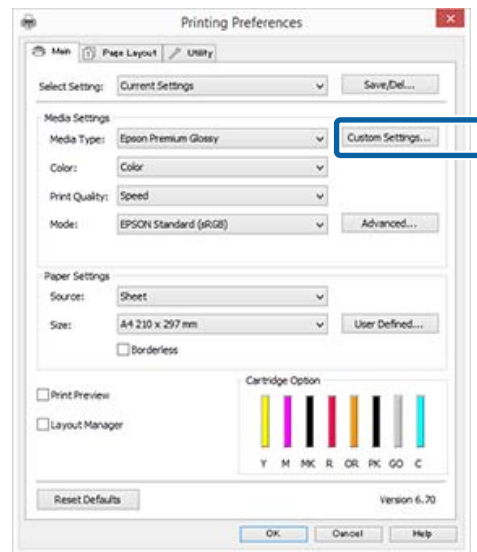 Printing Preferences
Main Page Layout Utility
Select Setting: Current Settings Save/Del...
Media Settings
Media Type: Epson Premium Glossy Custom Settings...
Color: Color
Print Quality: Speed
Mode: EPSON Standard (sRGB) Advanced...
Paper Settings
Source: Sheet
Size: A4 210 x 297 mm User Defined...
Borderless
Cartridge Option
Print Preview
Layout Manager
Y M MK R OR PK GO C
Reset Defaults Version 6.70
OK Cancel Help